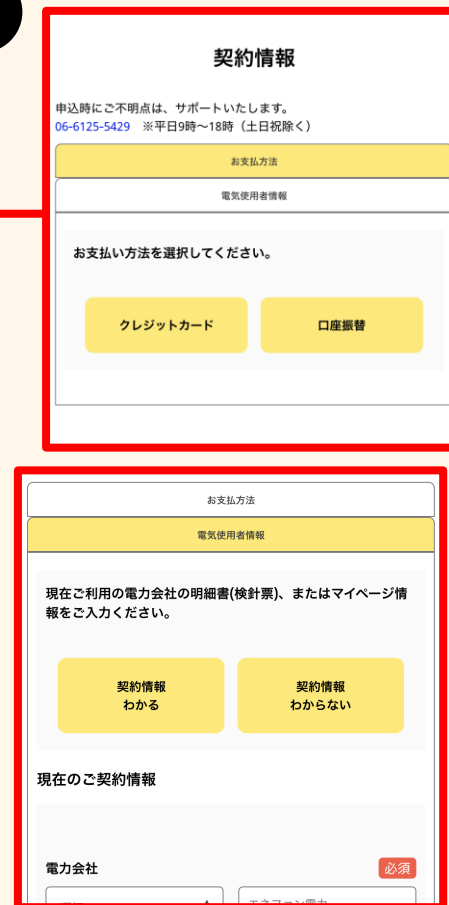 契約情報
申込時にご不明点は、サポートいたします。
06-6125-5429 ※平日9時〜18時（土日祝除く）
お支払方法
電気使用者情報
お支払い方法を選択してください。
クレジットカード
口座振替
お支払方法
電気使用者情報
現在ご利用の電力会社の明細書(検針票)、またはマイページ情
報をご入力ください。
契約情報
わかる
契約情報
わからない
現在のご契約情報
電力会社
必須